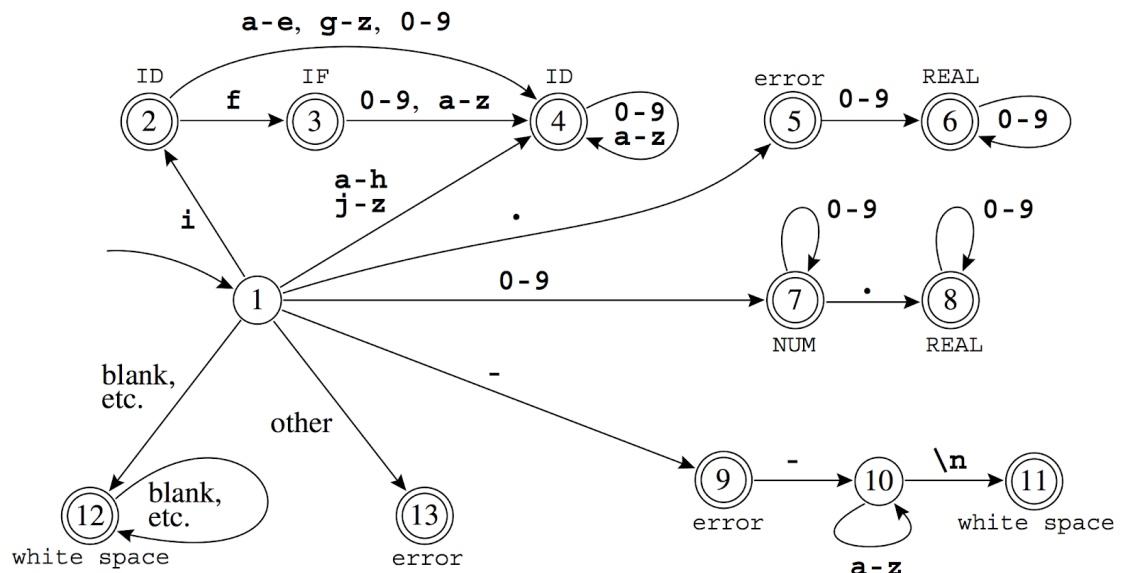 a-e, g-z, 0-9
ID
IF
ID
error
REAL
2
f
3
0-9, a-z
4
0-9
a-z
5
0-9
6
0-9
a-h
j-z
i
.
0-9
0-9
1
0-9
7
.
8
NUM
REAL
blank,
etc.
-
other
12
blank,
etc.
13
9
-
10
\n
11
white space
error
error
white space
a-z